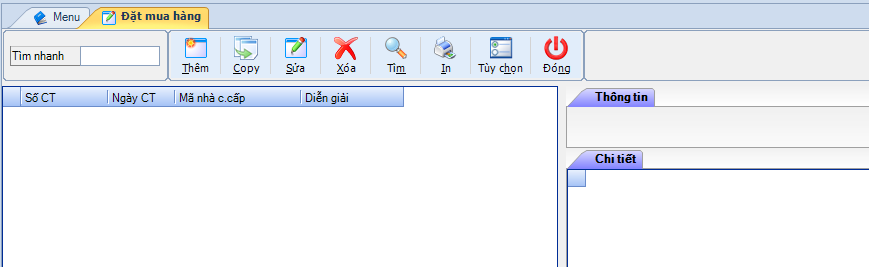 Menu Đặt mua hàng
Tìm nhanh
Thêm Copy Sửa Xóa Tìm In Tùy chọn Đóng
Số CT Ngày CT Mã nhà c.cấp Diễn giải
Thông tin
Chi tiết